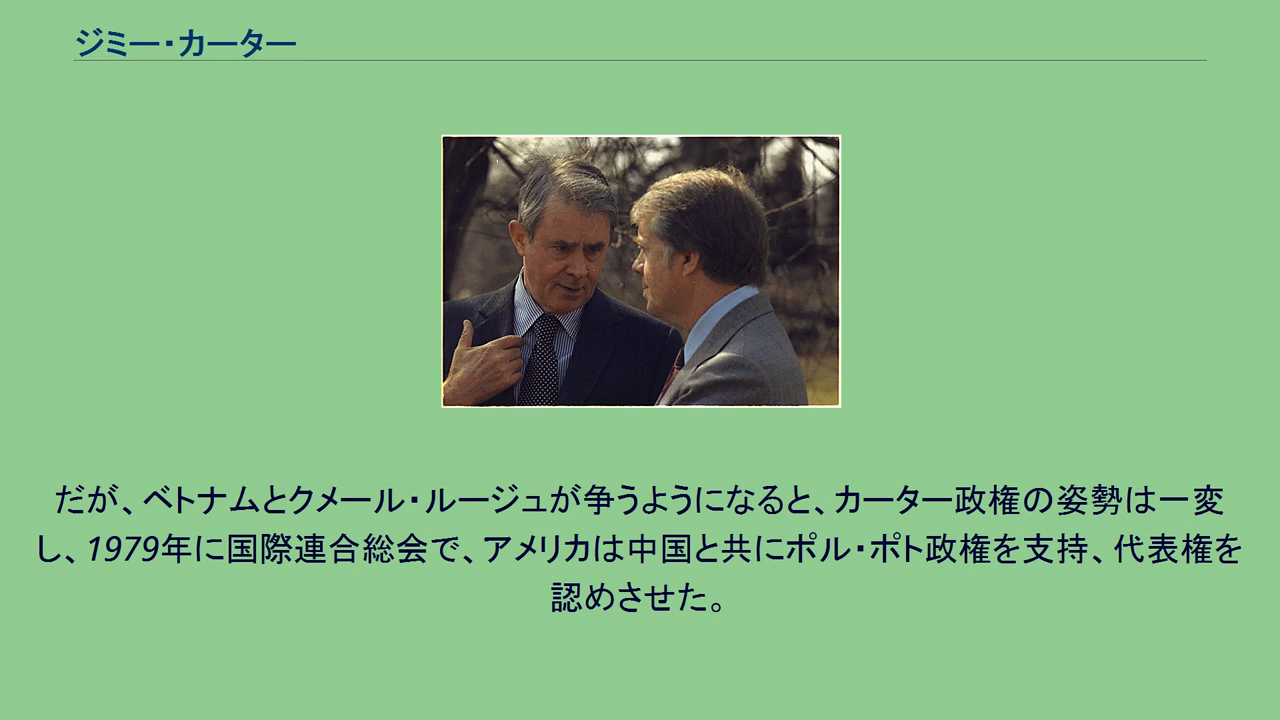 ジミー・カーター
だが、ベトナムとクメール・ルージュが争うようになると、カーター政権の姿勢は一変
し、1979年に国際連合総会で、アメリカは中国と共にポル・ポト政権を支持、代表権を
認めさせた。